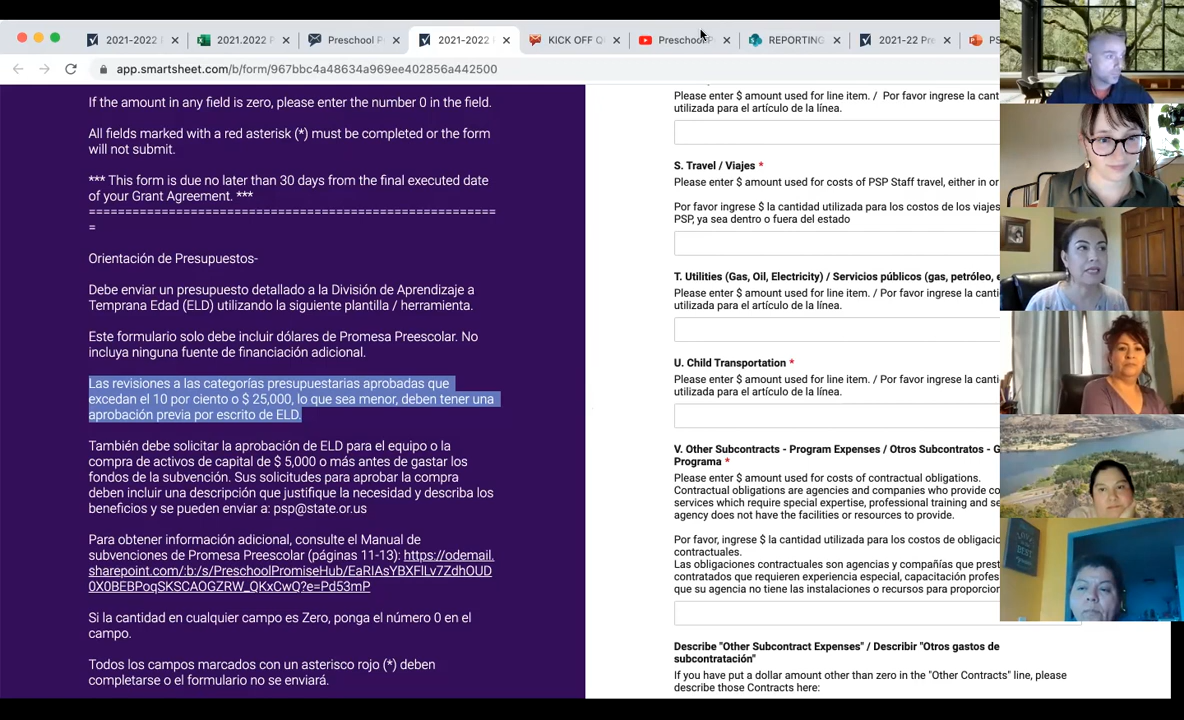 2021-2022
2021.2022
Preschool P
2021-2022
KICK OFF
Preschool
REPORTING
2021-22 Pre
app.smartsheet.com/b/form/967bbc4a48634a969ee402856a442500
If the amount in any field is zero, please enter the number 0 in the field.
All fields marked with a red asterisk (*) must be completed or the form
will not submit.
*** This form is due no later than 30 days from the final executed date
of your Grant Agreement. ***
========================================================
=
Orientación de Presupuestos-
Debe enviar un presupuesto detallado a la División de Aprendizaje a
Temprana Edad (ELD) utilizando la siguiente plantilla / herramienta.
Este formulario solo debe incluir dólares de Promesa Preescolar. No
incluya ninguna fuente de financiación adicional.
Las revisiones a las categorías presupuestarias aprobadas que
excedan el 10 por ciento o $ 25,000, lo que sea menor, deben tener una
aprobación previa por escrito de ELD.
También debe solicitar la aprobación de ELD para el equipo o la
compra de activos de capital de $ 5,000 o más antes de gastar los
fondos de la subvención. Sus solicitudes para aprobar la compra
deben incluir una descripción que justifique la necesidad y describa los
beneficios y se pueden enviar a: psp@state.or.us
Para obtener información adicional, consulte el Manual de
subvenciones de Promesa Preescolar (páginas 11-13): https://odemail.
sharepoint.com/:b:/s/PreschoolPromiseHub/EaRIAsYBXFlLv7ZdhOUD
0X0BEBPoqSKSCAOGZRW_QKxCwQ?e=Pd53mP
Si la cantidad en cualquier campo es Zero, ponga el número 0 en el
campo.
Todos los campos marcados con un asterisco rojo (*) deben
completarse o el formulario no se enviará.
Please enter $ amount used for line item. / Por favor ingrese la cant
utilizada para el artículo de la línea.
S. Travel / Viajes *
Please enter $ amount used for costs of PSP Staff travel, either in or
Por favor ingrese $ la cantidad utilizada para los costos de los viajes
PSP, ya sea dentro o fuera del estado
T. Utilities (Gas, Oil, Electricity) / Servicios públicos (gas, petróleo, e
Please enter $ amount used for line item. / Por favor ingrese la canti
utilizada para el artículo de la línea.
U. Child Transportation *
Please enter $ amount used for line item. / Por favor ingrese la canti
utilizada para el artículo de la línea.
V. Other Subcontracts - Program Expenses / Otros Subcontratos - G
Programa *
Please enter $ amount used for costs of contractual obligations.
Contractual obligations are agencies and companies who provide co
services which require special expertise, professional training and se
agency does not have the facilities or resources to provide.
Por favor, ingrese $ la cantidad utilizada para los costos de obligacio
contractuales.
Las obligaciones contractuales son agencias y compañías que prest
contratados que requieren experiencia especial, capacitación profes
que su agencia no tiene las instalaciones o recursos para proporcion
Describe "Other Subcontract Expenses" / Describir "Otros gastos de
subcontratación"
If you have put a dollar amount other than zero in the "Other Contracts" line, please
describe those Contracts here: